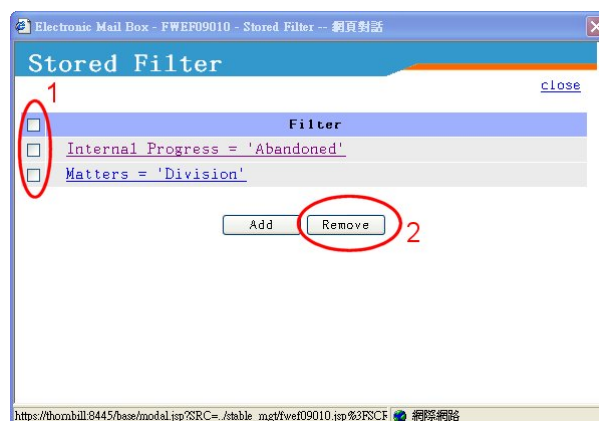 Electronic Mail Box - FWEF09010 - Stored Filter -- 網頁對話
Stored Filter
close
1
Filter
Internal Progress = 'Abandoned'
Matters = 'Division'
Add Remove 2
https://thornbill:8445/base/modal.jsp?SRC=../stable_mgt/fwef09010.jsp%3FSCF 網際網路